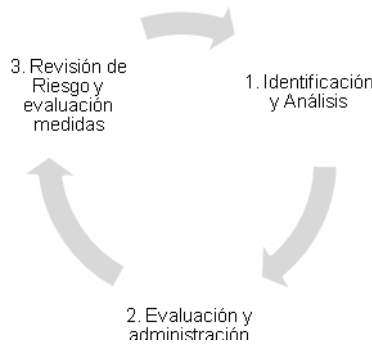 1. Identificación
y Análisis
2. Evaluación y
administración
3. Revisión de
Riesgo y
evaluación
medidas